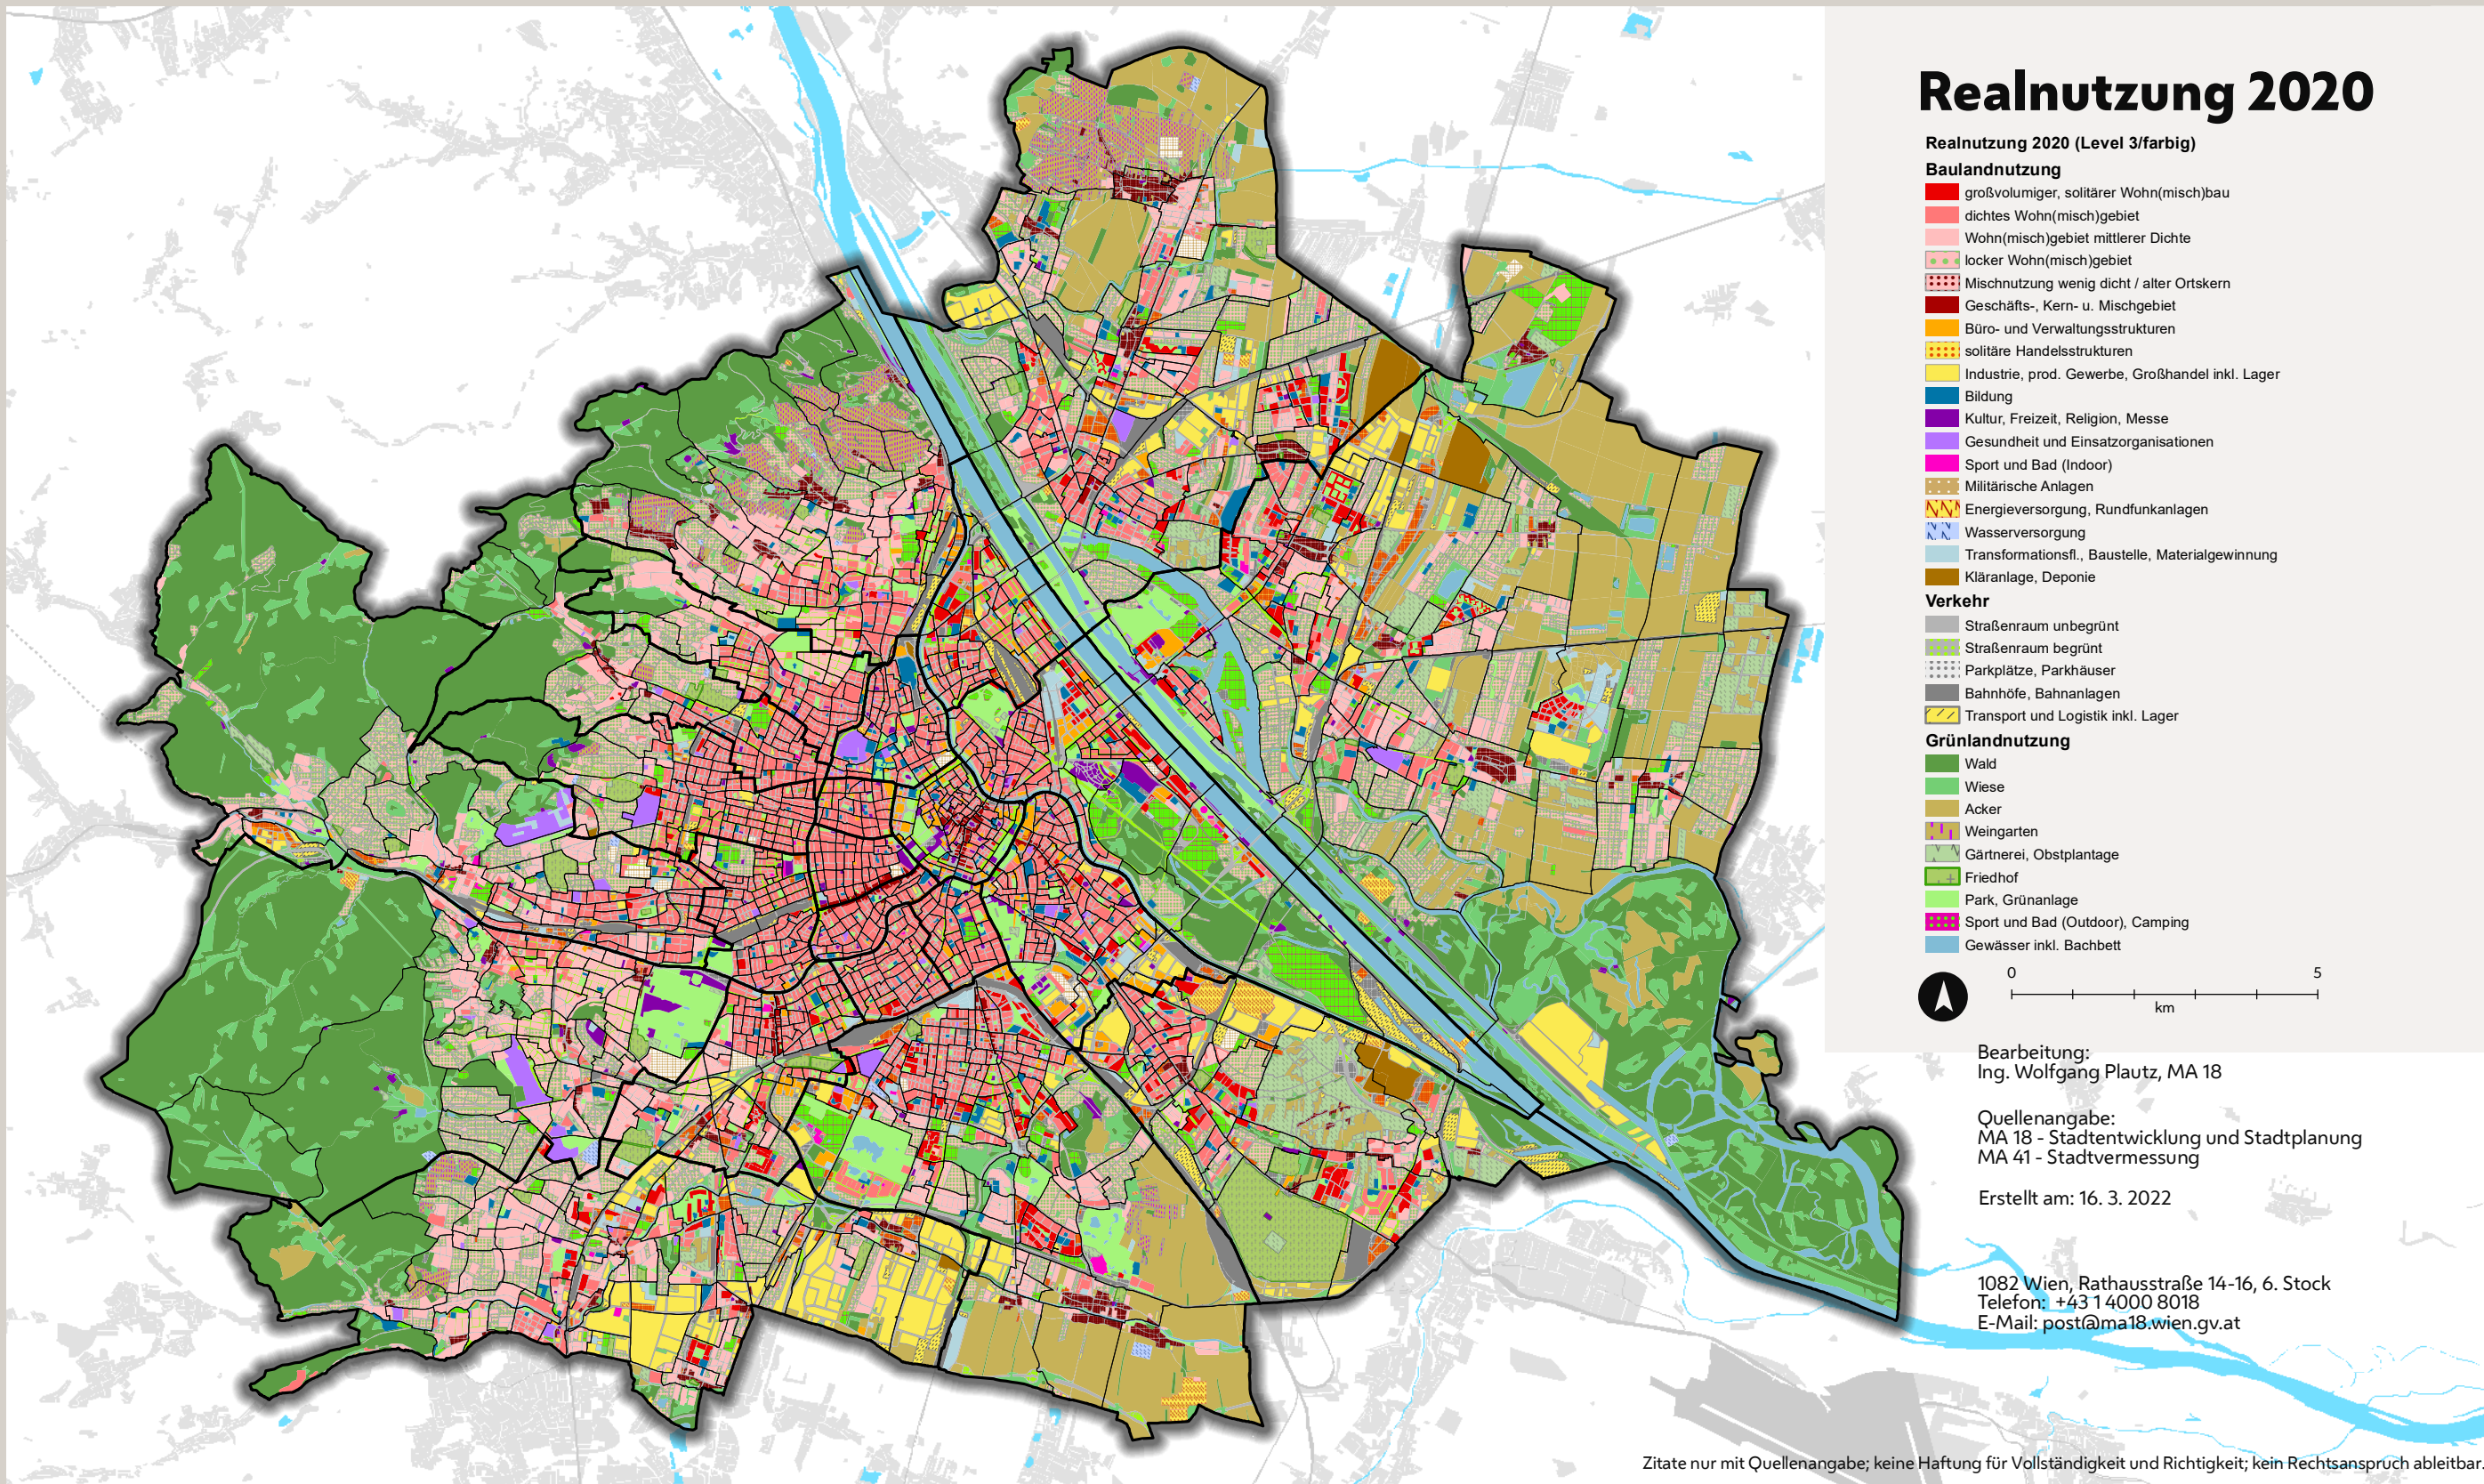 Realnutzung 2020
Realnutzung 2020 (Level 3/farbig)
Baulandnutzung
großvolumiger, solitärer Wohn(misch)bau
dichtes Wohn(misch)gebiet
Wohn(misch)gebiet mittlerer Dichte
locker Wohn(misch)gebiet
Mischnutzung wenig dicht / alter Ortskern
Geschäfts-, Kern- u. Mischgebiet
Büro- und Verwaltungsstrukturen
solitäre Handelsstrukturen
Industrie, prod. Gewerbe, Großhandel inkl. Lager
Bildung
Kultur, Freizeit, Religion, Messe
Gesundheit und Einsatzorganisationen
Sport und Bad (Indoor)
Militärische Anlagen
Energieversorgung, Rundfunkanlagen
Wasserversorgung
Transformationsfl., Baustelle, Materialgewinnung
Kläranlage, Deponie
Verkehr
Straßenraum unbegrünt
Straßenraum begrünt
Parkplätze, Parkhäuser
Bahnhöfe, Bahnanlagen
Transport und Logistik inkl. Lager
Grünlandnutzung
Wald
Wiese
Acker
Weingarten
Gärtnerei, Obstplantage
Friedhof
Park, Grünanlage
Sport und Bad (Outdoor), Camping
Gewässer inkl. Bachbett
0 5
km
Bearbeitung:
Ing. Wolfgang Plautz, MA 18
Quellenangabe:
MA 18 - Stadtentwicklung und Stadtplanung
MA 41 - Stadtvermessung
Erstellt am: 16. 3. 2022
1082 Wien, Rathausstraße 14-16, 6. Stock
Telefon: +43 1 4000 8018
E-Mail: post@ma18.wien.gv.at
Zitate nur mit Quellenangabe; keine Haftung für Vollständigkeit und Richtigkeit; kein Rechtsanspruch ableitbar.